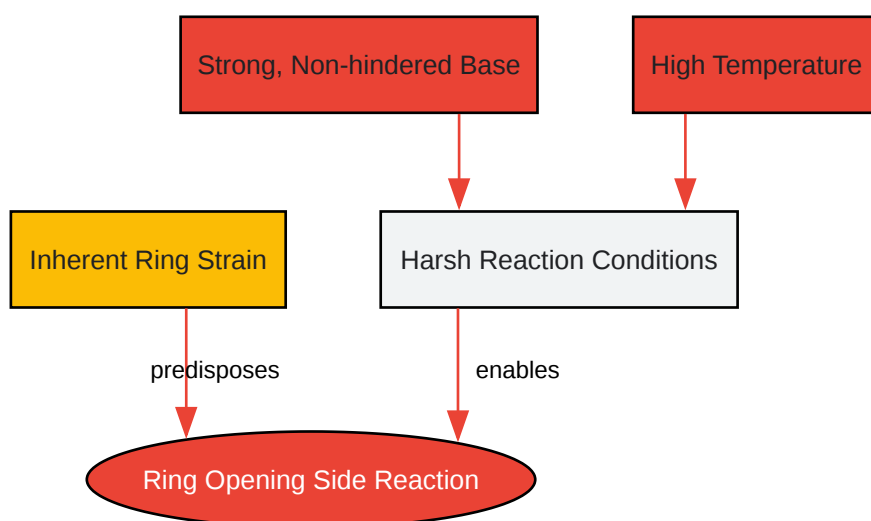 Strong, Non-hindered Base
High Temperature
Inherent Ring Strain
Harsh Reaction Conditions
predisposes
enables
Ring Opening Side Reaction